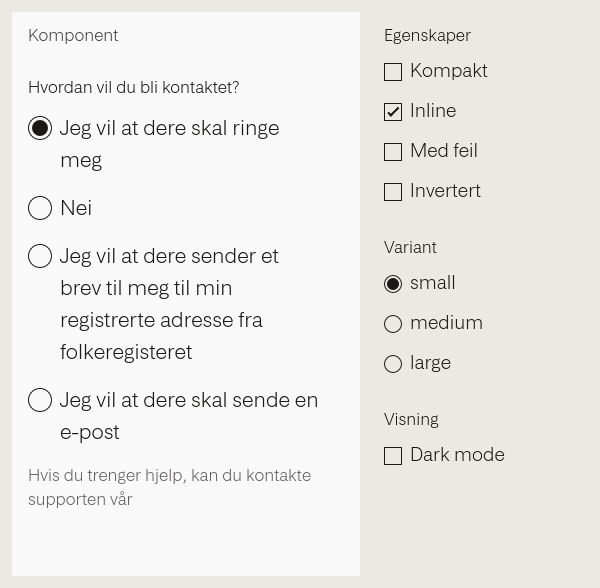 Komponent
Hvordan vil du bli kontaktet?
Jeg vil at dere skal ringe
meg
Nei
Jeg vil at dere sender et
brev til meg til min
registrerte adresse fra
folkeregisteret
Jeg vil at dere skal sende en
e-post
Hvis du trenger hjelp, kan du kontakte
supporten vår
Egenskaper
Kompakt
Inline
Med feil
Invertert
Variant
small
medium
large
Visning
Dark mode